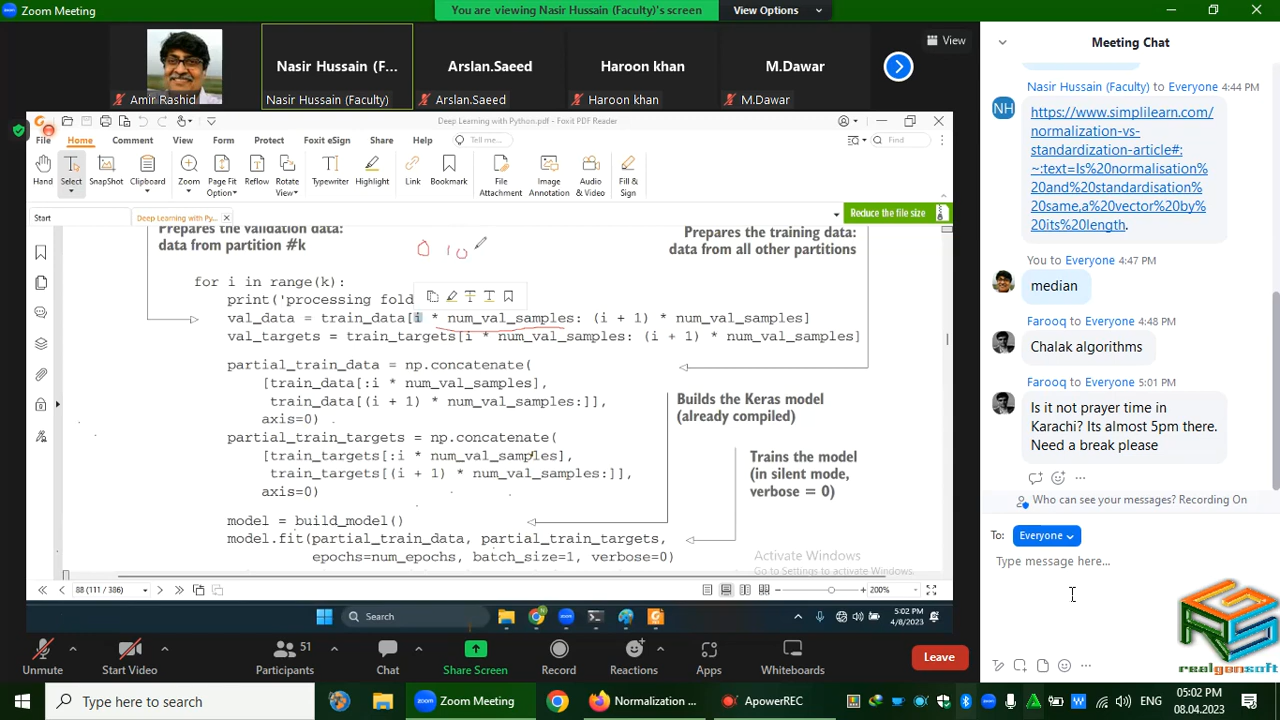 Zoom Meeting
You are viewing Nasir Hussain (Faculty)'s screen
View Options
View
Nasir Hussain (F...
Arslan.Saeed
Haroon khan
M.Dawar
Amir Rashid
Nasir Hussain (Faculty)
Arslan.Saeed
Haroon khan
M.Dawar
Deep Learning with Python.pdf - Foxit PDF Reader
File
Home
Comment
View
Form
Protect
Foxit eSign
Share
Help
Tell me...
Find
Hand
Select
SnapShot
Clipboard
Zoom
Page Fit Option
Reflow
Rotate View
Typewriter
Highlight
Link
Bookmark
File Attachment
Image Annotation
Audio & Video
Fill & Sign
Start
Deep Learning with Py...
Reduce the file size
Prepares the validation data:
data from partition #k
0 10
Prepares the training data:
data from all other partitions
for i in range(k):
print('processing fold
val_data = train_data[i * num_val_samples: (i + 1) * num_val_samples]
val_targets = train_targets[i * num_val_samples: (i + 1) * num_val_samples]
partial_train_data = np.concatenate(
[train_data[:i * num_val_samples],
train_data[(i + 1) * num_val_samples:]],
axis=0)
partial_train_targets = np.concatenate(
[train_targets[:i * num_val_samples],
train_targets[(i + 1) * num_val_samples:]],
axis=0)
Builds the Keras model
(already compiled)
Trains the model
(in silent mode,
verbose = 0)
model = build_model()
model.fit(partial_train_data, partial_train_targets,
epochs=num_epochs, batch_size=1, verbose=0)
Activate Windows
Go to Settings to activate Windows.
88 (111 / 386)
200%
Search
5:02 PM
4/8/2023
Unmute
Start Video
51
Participants
Chat
Share Screen
Record
Reactions
Apps
Whiteboards
Leave
Meeting Chat
Nasir Hussain (Faculty) to Everyone 4:44 PM
NH
https://www.simplilearn.com/
normalization-vs-
standardization-article#:
~:text=Is%20normalisation%
20and%20standardisation%
20same,a%20vector%20by%
20its%20length.
You to Everyone 4:47 PM
median
Farooq to Everyone 4:48 PM
Chalak algorithms
Farooq to Everyone 5:01 PM
Is it not prayer time in
Karachi? Its almost 5pm there.
Need a break please
Who can see your messages? Recording On
To: Everyone
Type message here...
realgensoft
Type here to search
Zoom Meeting
Normalization ...
ApowerREC
ENG
05:02 PM
08.04.2023